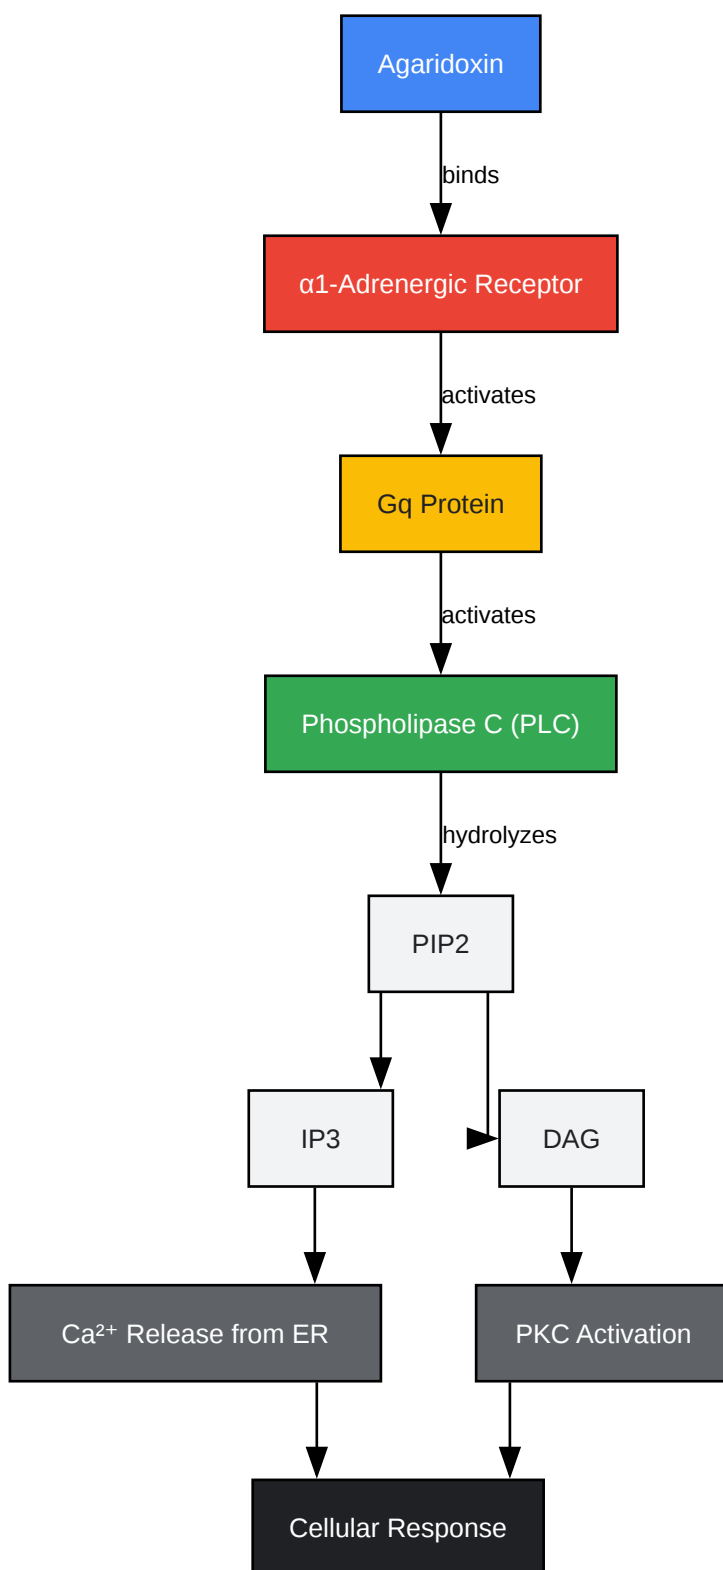 Agaridoxin
binds
α1-Adrenergic Receptor
activates
Gq Protein
activates
Phospholipase C (PLC)
hydrolyzes
PIP2
IP3
DAG
Ca²⁺ Release from ER
PKC Activation
Cellular Response